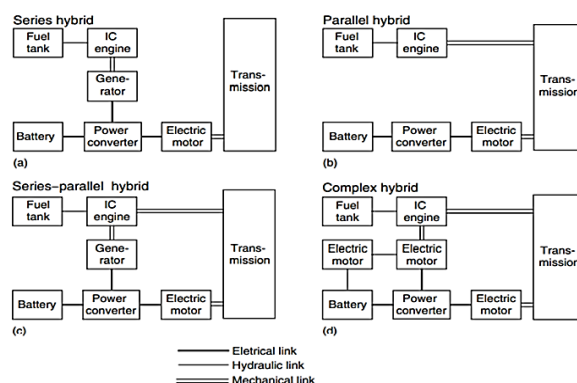 Series hybrid
Fuel
tank
IC
engine
Gene-
rator
Battery
Power
converter
Electric
motor
Trans-
mission
(a)
Parallel hybrid
Fuel
tank
IC
engine
Battery
Power
converter
Electric
motor
Trans-
mission
(b)
Series–parallel hybrid
Fuel
tank
IC
engine
Gene-
rator
Battery
Power
converter
Electric
motor
Trans-
mission
(c)
Complex hybrid
Fuel
tank
IC
engine
Electric
motor
Electric
motor
Battery
Power
converter
Electric
motor
Trans-
mission
(d)
Eletrical link
Hydraulic link
Mechanical link